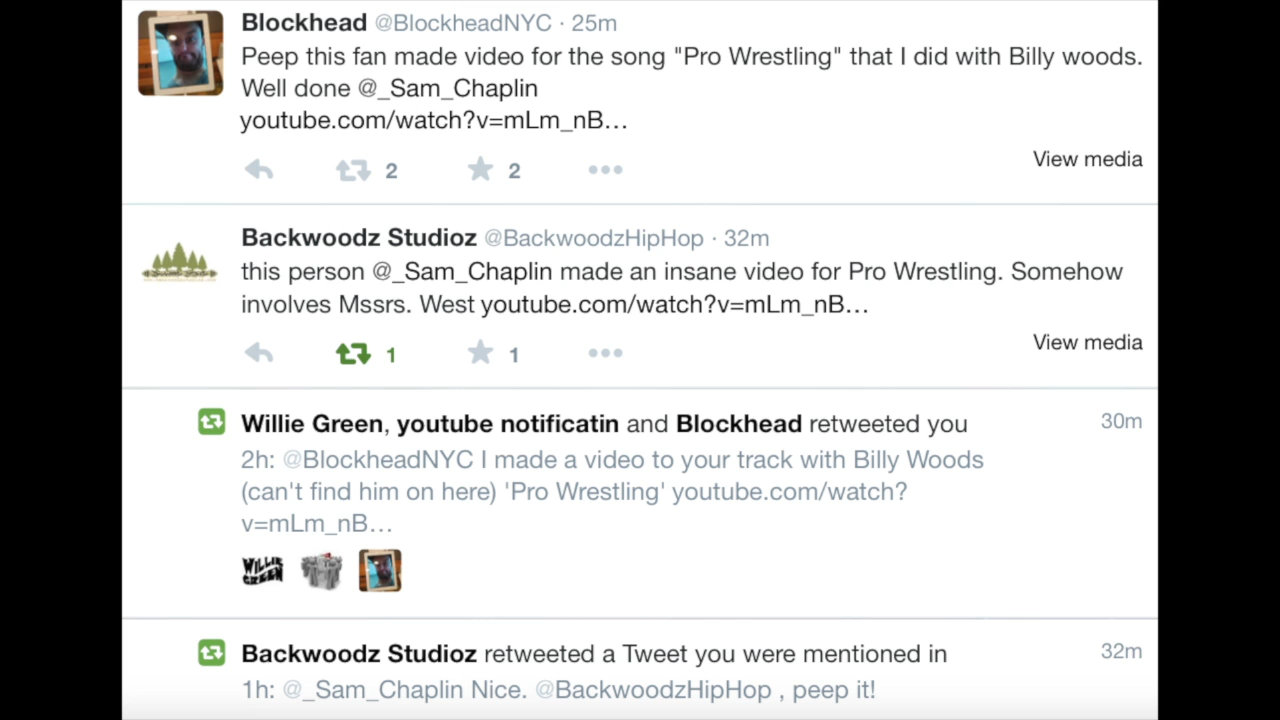 Blockhead @BlockheadNYC · 25m
Peep this fan made video for the song "Pro Wrestling" that I did with Billy woods.
Well done @_Sam_Chaplin
youtube.com/watch?v=mLm_nB...
2 2
View media
Backwoodz Studioz @BackwoodzHipHop · 32m
this person @_Sam_Chaplin made an insane video for Pro Wrestling. Somehow
involves Mssrs. West youtube.com/watch?v=mLm_nB...
View media
1 1
Willie Green, youtube notificatin and Blockhead retweeted you 30m
2h: @BlockheadNYC I made a video to your track with Billy Woods
(can't find him on here) 'Pro Wrestling' youtube.com/watch?
v=mLm_nB...
WILLIE
GREEN
Backwoodz Studioz retweeted a Tweet you were mentioned in 32m
1h: @_Sam_Chaplin Nice. @BackwoodzHipHop , peep it!